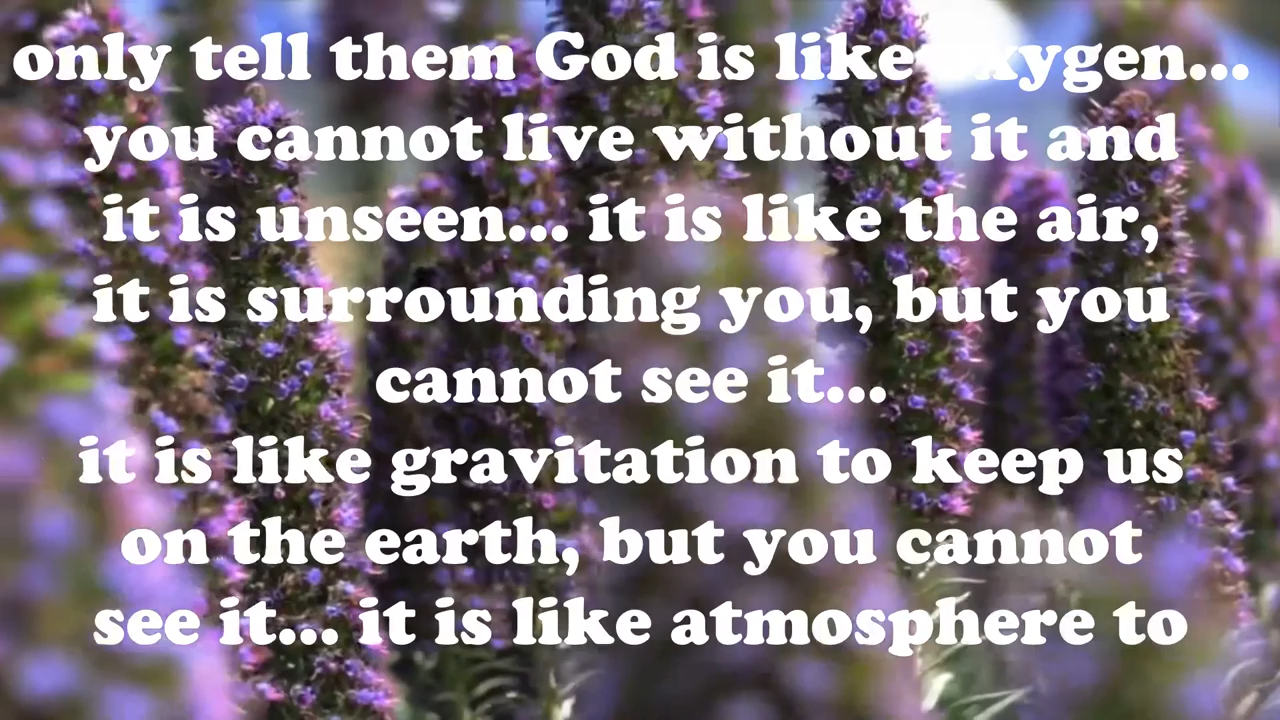 only tell them God is like oxygen...
you cannot live without it and
it is unseen... it is like the air,
it is surrounding you, but you
cannot see it...
it is like gravitation to keep us
on the earth, but you cannot
see it... it is like atmosphere to